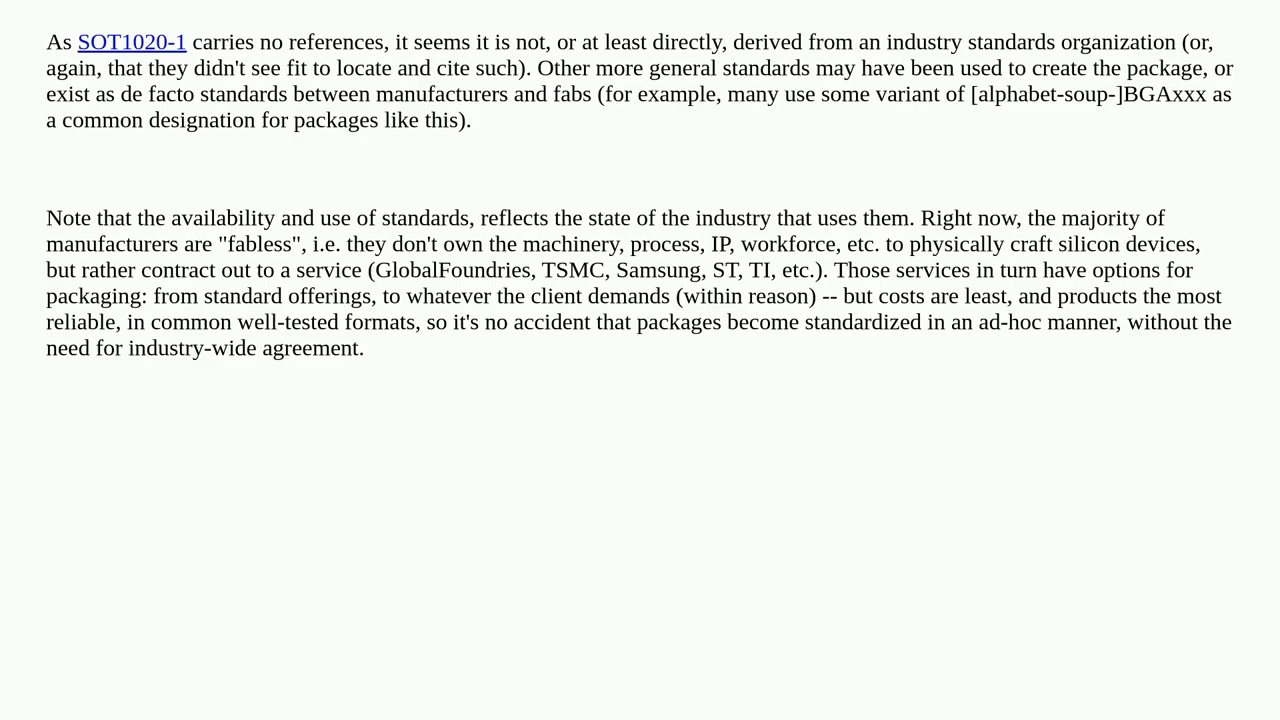 As SOT1020-1 carries no references, it seems it is not, or at least directly, derived from an industry standards organization (or,
again, that they didn't see fit to locate and cite such). Other more general standards may have been used to create the package, or
exist as de facto standards between manufacturers and fabs (for example, many use some variant of [alphabet-soup-]BGAxxx as
a common designation for packages like this).
Note that the availability and use of standards, reflects the state of the industry that uses them. Right now, the majority of
manufacturers are "fabless", i.e. they don't own the machinery, process, IP, workforce, etc. to physically craft silicon devices,
but rather contract out to a service (GlobalFoundries, TSMC, Samsung, ST, TI, etc.). Those services in turn have options for
packaging: from standard offerings, to whatever the client demands (within reason) -- but costs are least, and products the most
reliable, in common well-tested formats, so it's no accident that packages become standardized in an ad-hoc manner, without the
need for industry-wide agreement.